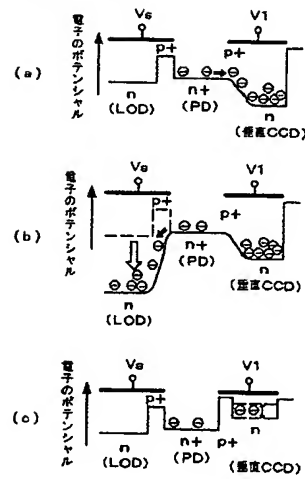 (a)
電子のポテンシャル
Vs
V1
p+
p+
n
(LOD)
n+
(PD)
n
(垂直CCD)
(b)
電子のポテンシャル
Vs
V1
p+
p+
n
(LOD)
n+
(PD)
n
(垂直CCD)
(c)
電子のポテンシャル
Vs
V1
p+
n
n
(LOD)
n+
(PD)
p+
(垂直CCD)